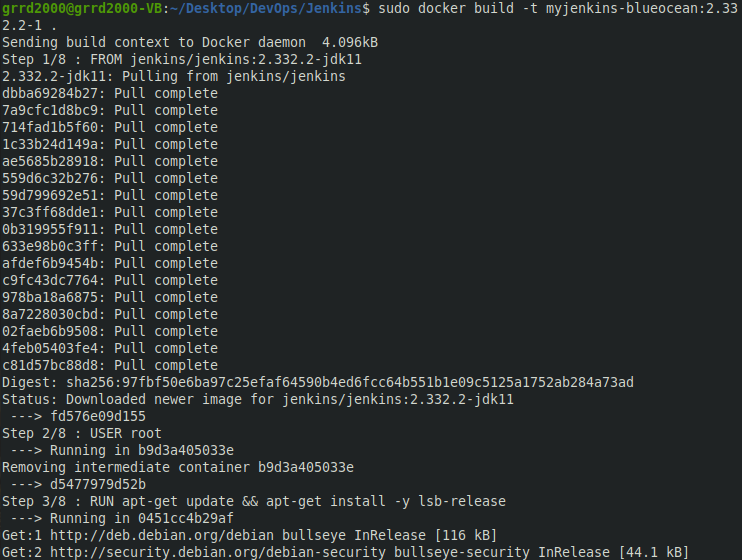 grrd2000@grrd2000-VB:~/Desktop/DevOps/Jenkins$ sudo docker build -t myjenkins-blueocean:2.33
2.2-1 .
Sending build context to Docker daemon  4.096kB
Step 1/8 : FROM jenkins/jenkins:2.332.2-jdk11
2.332.2-jdk11: Pulling from jenkins/jenkins
dbba69284b27: Pull complete
7a9cfc1d8bc9: Pull complete
714fad1b5f60: Pull complete
1c33b24d149a: Pull complete
ae5685b28918: Pull complete
559d6c32b276: Pull complete
59d799692e51: Pull complete
37c3ff68dde1: Pull complete
0b319955f911: Pull complete
633e98b0c3ff: Pull complete
afdef6b9454b: Pull complete
c9fc43dc7764: Pull complete
978ba18a6875: Pull complete
8a7228030cbd: Pull complete
02faeb6b9508: Pull complete
4feb05403fe4: Pull complete
c81d57bc88d8: Pull complete
Digest: sha256:97fbf50e6ba97c25efaf64590b4ed6fcc64b551b1e09c5125a1752ab284a73ad
Status: Downloaded newer image for jenkins/jenkins:2.332.2-jdk11
 ---> fd576e09d155
Step 2/8 : USER root
 ---> Running in b9d3a405033e
Removing intermediate container b9d3a405033e
 ---> d5477979d52b
Step 3/8 : RUN apt-get update && apt-get install -y lsb-release
 ---> Running in 0451cc4b29af
Get:1 http://deb.debian.org/debian bullseye InRelease [116 kB]
Get:2 http://security.debian.org/debian-security bullseye-security InRelease [44.1 kB]